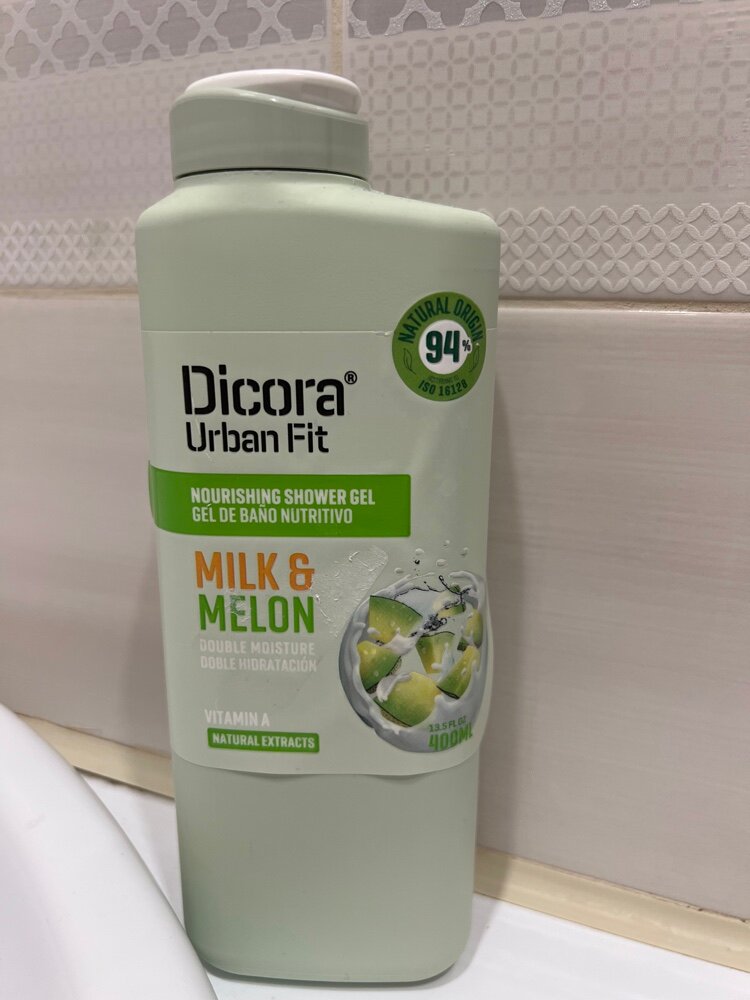 NATURAL ORIGIN
94%
ISO 16128
Dicora®
Urban Fit
NOURISHING SHOWER GEL
GEL DE BAÑO NUTRITIVO
MILK &
MELON
DOUBLE MOISTURE
DOBLE HIDRATACIÓN
VITAMIN A
NATURAL EXTRACTS
13.5 FL OZ
400ML